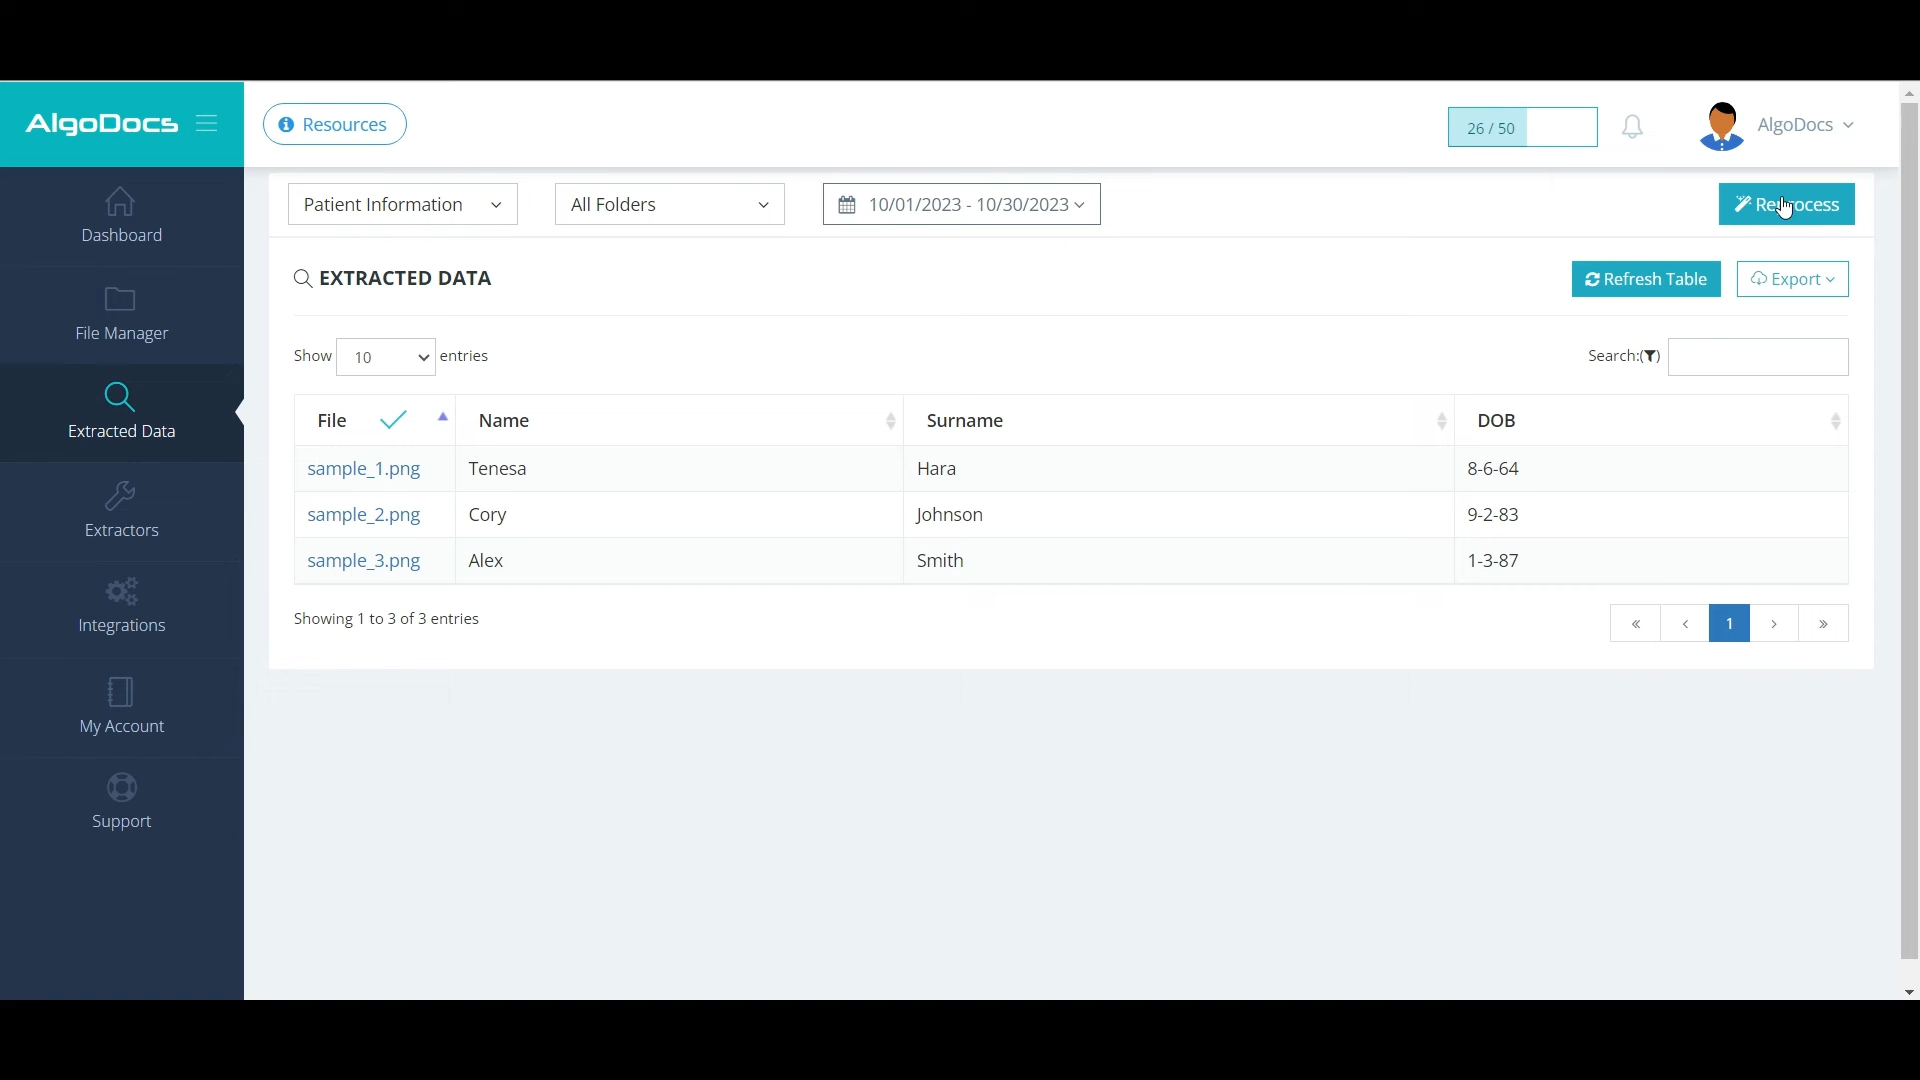 AlgoDocs
Resources
26 / 50
AlgoDocs
Dashboard
File Manager
Extracted Data
Extractors
Integrations
My Account
Support
Patient Information
All Folders
10/01/2023 - 10/30/2023
Reprocess
EXTRACTED DATA
Refresh Table
Export
Show 10 entries
Search:
File Name Surname DOB
sample_1.png Tenesa Hara 8-6-64
sample_2.png Cory Johnson 9-2-83
sample_3.png Alex Smith 1-3-87
Showing 1 to 3 of 3 entries
« ‹ 1 › »